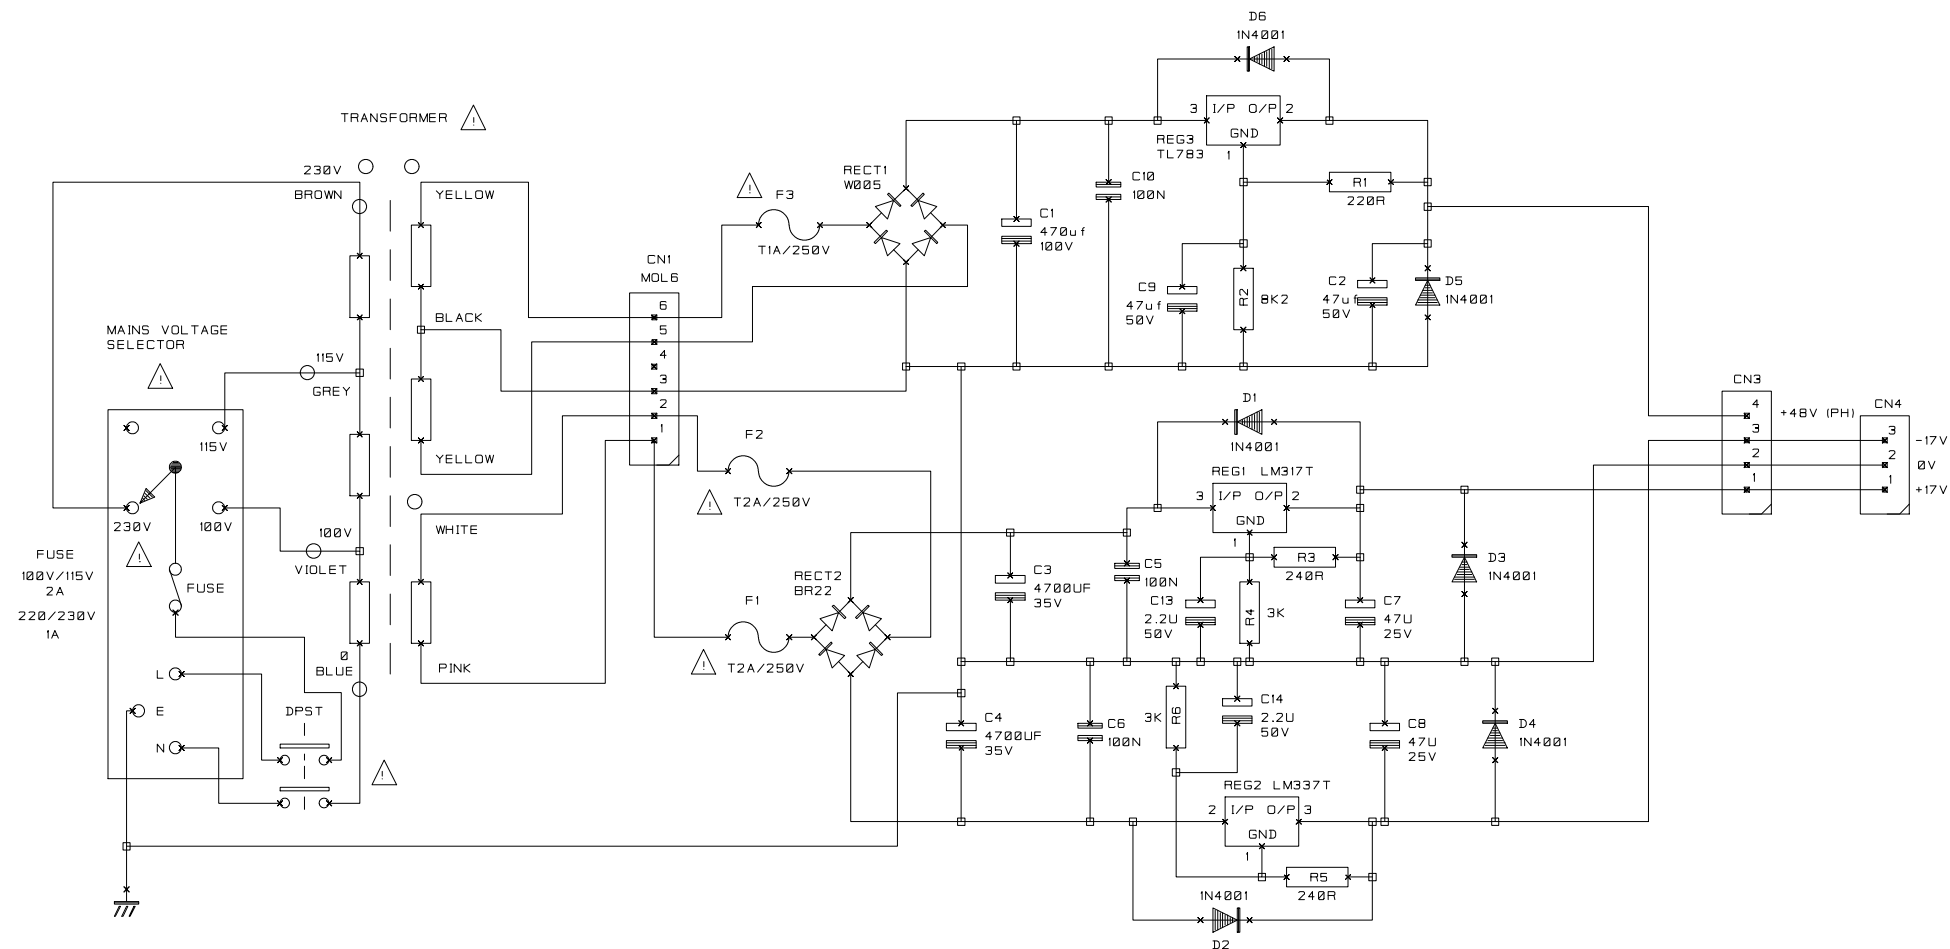 D6
1N4001
TRANSFORMER
!
3
I/P O/P
2
GND
REG3
TL783
1
230V
BROWN
YELLOW
!
F3
T1A/250V
RECT1
W005
C10
100N
R1
220R
C1
470uf
100V
CN1
MOL6
6
5
4
3
2
1
C9
47uf
50V
R2
8K2
C2
47uf
50V
D5
1N4001
BLACK
MAINS VOLTAGE
SELECTOR
!
115V
GREY
115V
230V
100V
!
FUSE
100V/115V
2A
220/230V
1A
FUSE
100V
VIOLET
YELLOW
WHITE
F2
!
T2A/250V
D1
1N4001
REG1 LM317T
3
I/P O/P
2
GND
1
CN3
4
3
2
1
+48V (PH)
CN4
3
2
1
-17V
0V
+17V
R3
240R
D3
1N4001
C3
4700UF
35V
C5
100N
C13
2.2U
50V
R4
3K
C7
47U
25V
RECT2
BR22
F1
!
T2A/250V
0
BLUE
PINK
L
E
N
DPST
!
C4
4700UF
35V
C6
100N
3K
R6
C14
2.2U
50V
C8
47U
25V
D4
1N4001
REG2 LM337T
2
I/P O/P
3
GND
1
R5
240R
1N4001
D2